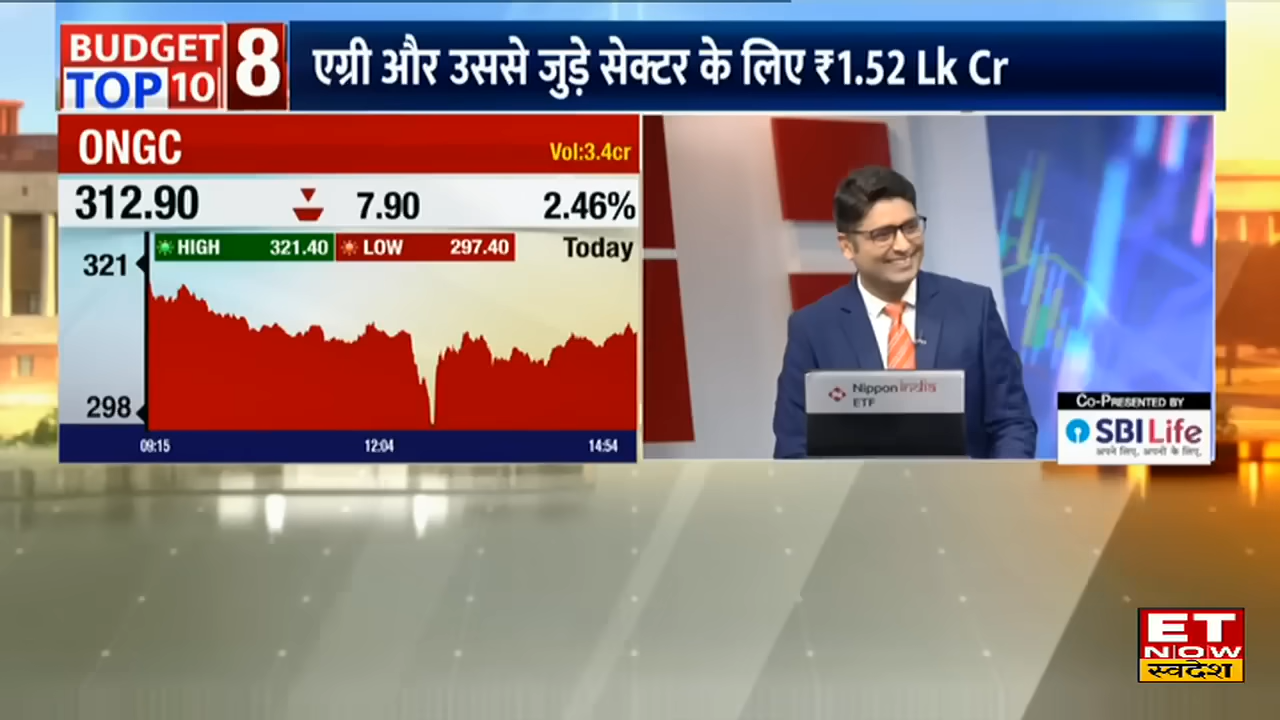 BUDGET
TOP 10
8
एग्री और उससे जुड़े सेक्टर के लिए ₹1.52 Lk Cr
ONGC
Vol:3.4cr
312.90
7.90
2.46%
HIGH 321.40
LOW 297.40
Today
321
298
09:15
12:04
14:54
Nippon india
ETF
CO-PRESENTED BY
SBI Life
अपने लिए, अपनों के लिए.
ET
NOW
स्वदेश